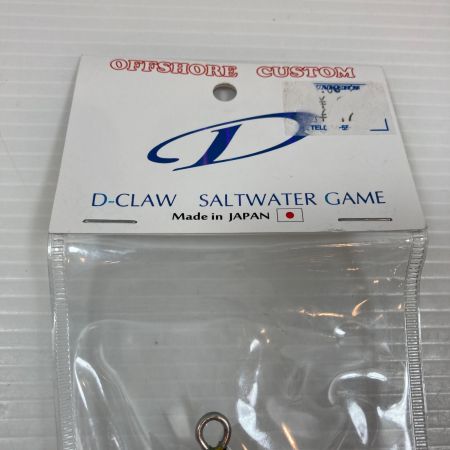 OFFSHORE CUSTOM
D
D-CLAW SALTWATER GAME
Made in JAPAN